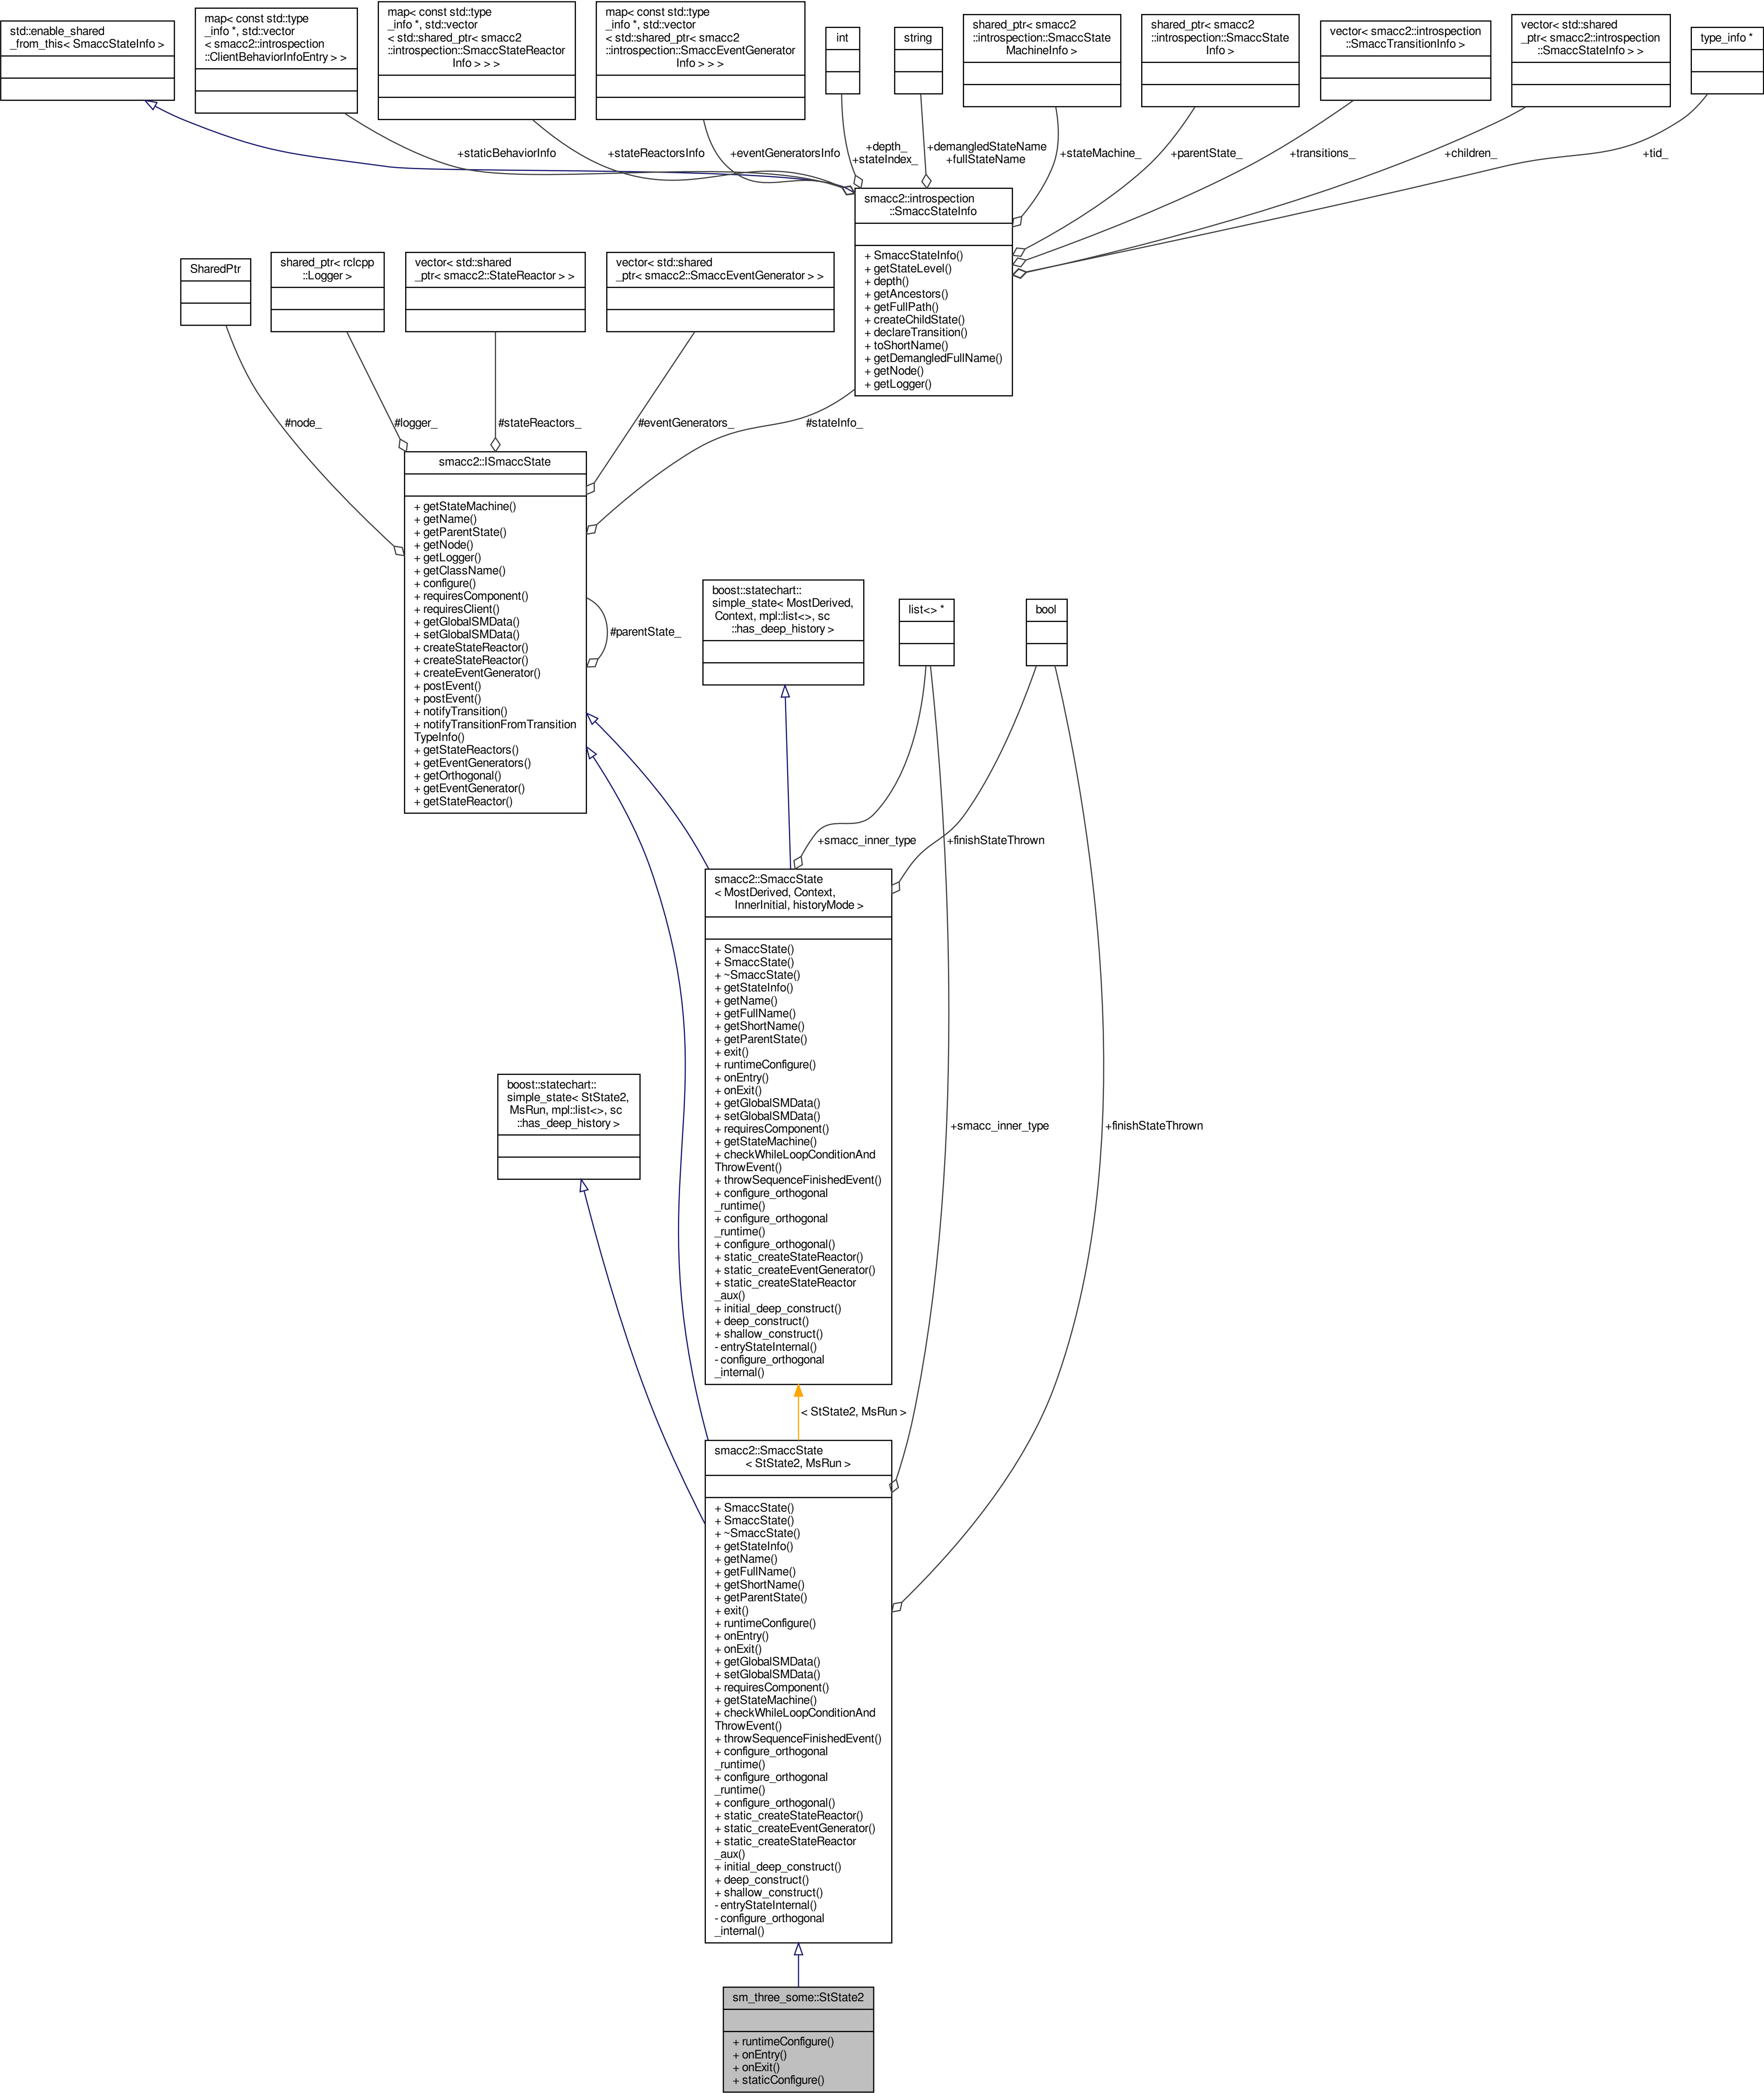 std::enable_shared
_from_this< SmaccStateInfo >
map< const std::type
_info *, std::vector
< smacc2::introspection
::ClientBehaviorInfoEntry > >
map< const std::type
_info *, std::vector
< std::shared_ptr< smacc2
::introspection::SmaccStateReactor
Info > > >
map< const std::type
_info *, std::vector
< std::shared_ptr< smacc2
::introspection::SmaccEventGenerator
Info > > >
int
string
shared_ptr< smacc2
::introspection::SmaccState
MachineInfo >
shared_ptr< smacc2
::introspection::SmaccState
Info >
vector< smacc2::introspection
::SmaccTransitionInfo >
vector< std::shared
_ptr< smacc2::introspection
::SmaccStateInfo > >
type_info *
+staticBehaviorInfo
+stateReactorsInfo
+eventGeneratorsInfo
+depth_
+stateIndex_
+demangledStateName
+fullStateName
+stateMachine_
+parentState_
+transitions_
+children_
+tid_
smacc2::introspection
::SmaccStateInfo
+ SmaccStateInfo()
+ getStateLevel()
+ depth()
+ getAncestors()
+ getFullPath()
+ createChildState()
+ declareTransition()
+ toShortName()
+ getDemangledFullName()
+ getNode()
+ getLogger()
SharedPtr
shared_ptr< rclcpp
::Logger >
vector< std::shared
_ptr< smacc2::StateReactor > >
vector< std::shared
_ptr< smacc2::SmaccEventGenerator > >
#node_
#logger_
#stateReactors_
#eventGenerators_
#stateInfo_
smacc2::ISmaccState
+ getStateMachine()
+ getName()
+ getParentState()
+ getNode()
+ getLogger()
+ getClassName()
+ configure()
+ requiresComponent()
+ requiresClient()
+ getGlobalSMData()
+ setGlobalSMData()
+ createStateReactor()
+ createStateReactor()
+ createEventGenerator()
+ postEvent()
+ postEvent()
+ notifyTransition()
+ notifyTransitionFromTransition
TypeInfo()
+ getStateReactors()
+ getEventGenerators()
+ getOrthogonal()
+ getEventGenerator()
+ getStateReactor()
#parentState_
boost::statechart::
simple_state< MostDerived,
Context, mpl::list<>, sc
::has_deep_history >
list<> *
bool
+smacc_inner_type
+finishStateThrown
smacc2::SmaccState
< MostDerived, Context,
InnerInitial, historyMode >
+ SmaccState()
+ SmaccState()
+ ~SmaccState()
+ getStateInfo()
+ getName()
+ getFullName()
+ getShortName()
+ getParentState()
+ exit()
+ runtimeConfigure()
+ onEntry()
+ onExit()
+ getGlobalSMData()
+ setGlobalSMData()
+ requiresComponent()
+ getStateMachine()
+ checkWhileLoopConditionAnd
ThrowEvent()
+ throwSequenceFinishedEvent()
+ configure_orthogonal
_runtime()
+ configure_orthogonal
_runtime()
+ configure_orthogonal()
+ static_createStateReactor()
+ static_createEventGenerator()
+ static_createStateReactor
_aux()
+ initial_deep_construct()
+ deep_construct()
+ shallow_construct()
- entryStateInternal()
- configure_orthogonal
_internal()
boost::statechart::
simple_state< StState2,
MsRun, mpl::list<>, sc
::has_deep_history >
+smacc_inner_type
+finishStateThrown
< StState2, MsRun >
smacc2::SmaccState
< StState2, MsRun >
+ SmaccState()
+ SmaccState()
+ ~SmaccState()
+ getStateInfo()
+ getName()
+ getFullName()
+ getShortName()
+ getParentState()
+ exit()
+ runtimeConfigure()
+ onEntry()
+ onExit()
+ getGlobalSMData()
+ setGlobalSMData()
+ requiresComponent()
+ getStateMachine()
+ checkWhileLoopConditionAnd
ThrowEvent()
+ throwSequenceFinishedEvent()
+ configure_orthogonal
_runtime()
+ configure_orthogonal
_runtime()
+ configure_orthogonal()
+ static_createStateReactor()
+ static_createEventGenerator()
+ static_createStateReactor
_aux()
+ initial_deep_construct()
+ deep_construct()
+ shallow_construct()
- entryStateInternal()
- configure_orthogonal
_internal()
sm_three_some::StState2
+ runtimeConfigure()
+ onEntry()
+ onExit()
+ staticConfigure()